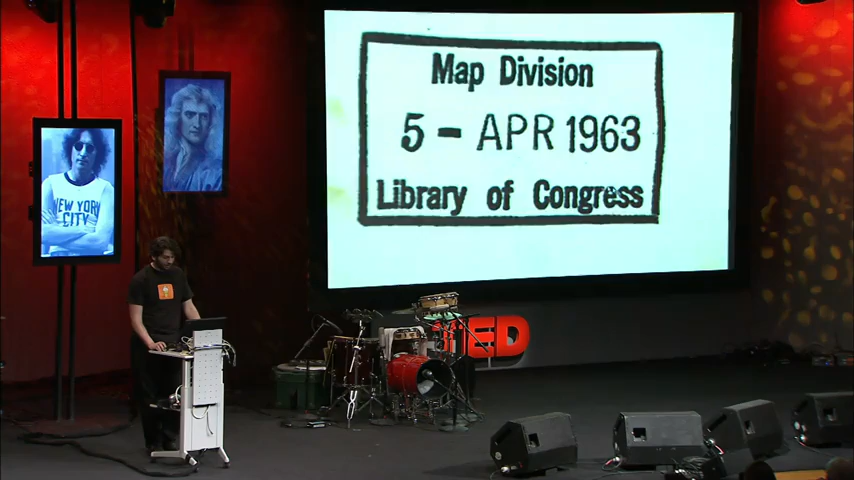 Map Division
5 - APR 1963
Library of Congress
NEW YORK
CITY
TED